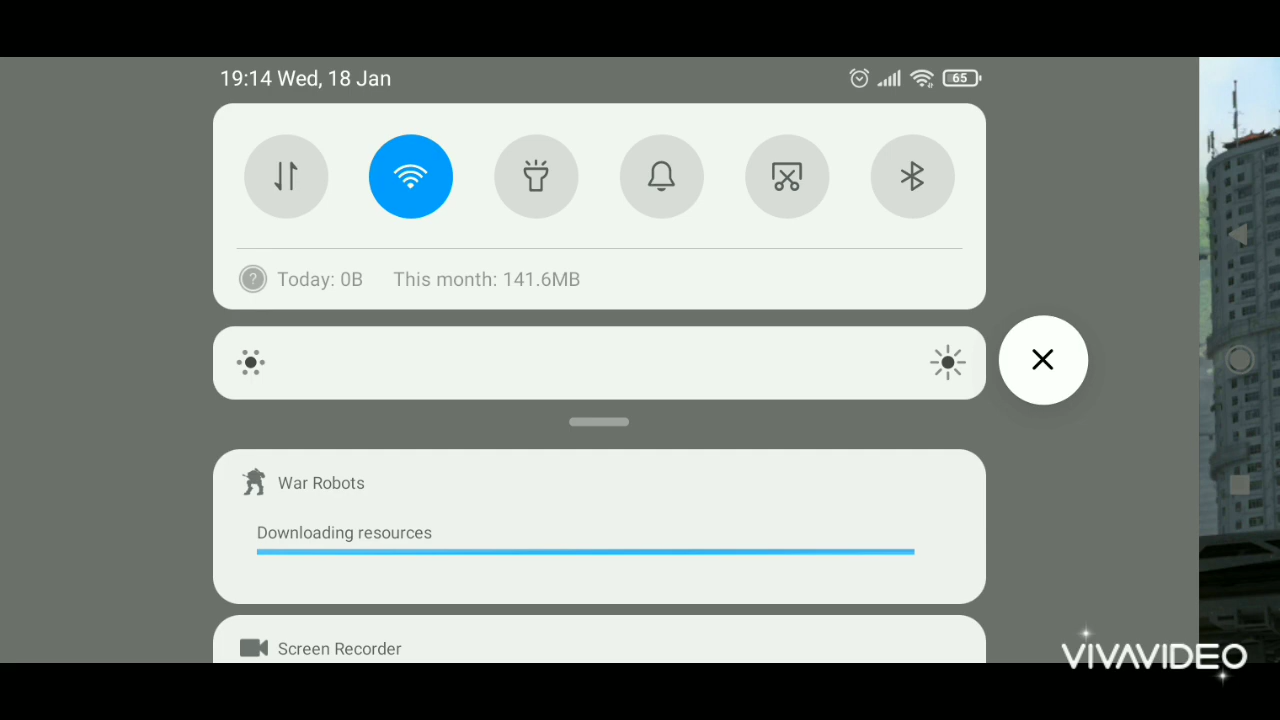 19:14 Wed, 18 Jan
65
Today: 0B This month: 141.6MB
War Robots
Downloading resources
Screen Recorder
VIVAVIDEO